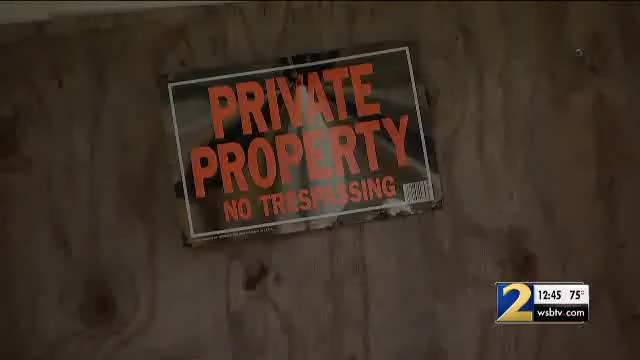 PRIVATE
PROPERTY
NO TRESPASSING
2
12:45 75°
wsbtv.com